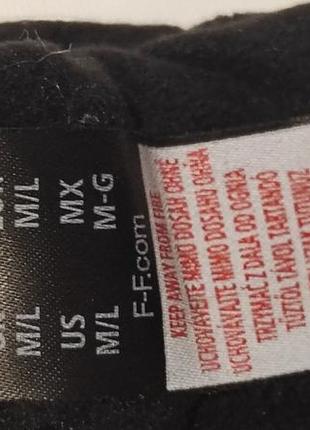 M/L M/L
US MX
M/L M-G
F-F.com
KEEP AWAY FROM FIRE
UCHOVÁVEJTE MIMO DOSAH OHNĚ
UCHOVÁVAJTE MIMO DOSAHU OHŇA
TRZYMAĆ Z DALA OD OGNIA
TŰZTŐL TÁVOL TARTANDÓ